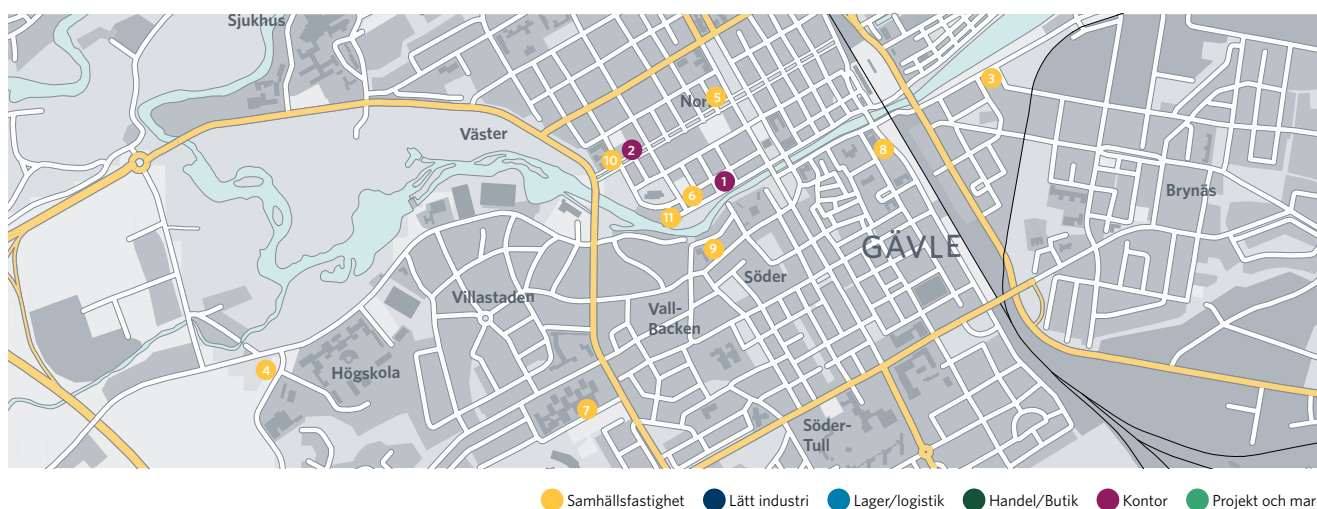 Sjukhus
3
Norr
5
Väster
2
10
8
1
6
Brynäs
11
9
GÄVLE
Söder
Villastaden
Vall-
Backen
4
Högskola
7
Söder-
Tull
Samhällsfastighet
Lätt industri
Lager/logistik
Handel/Butik
Kontor
Projekt och mar